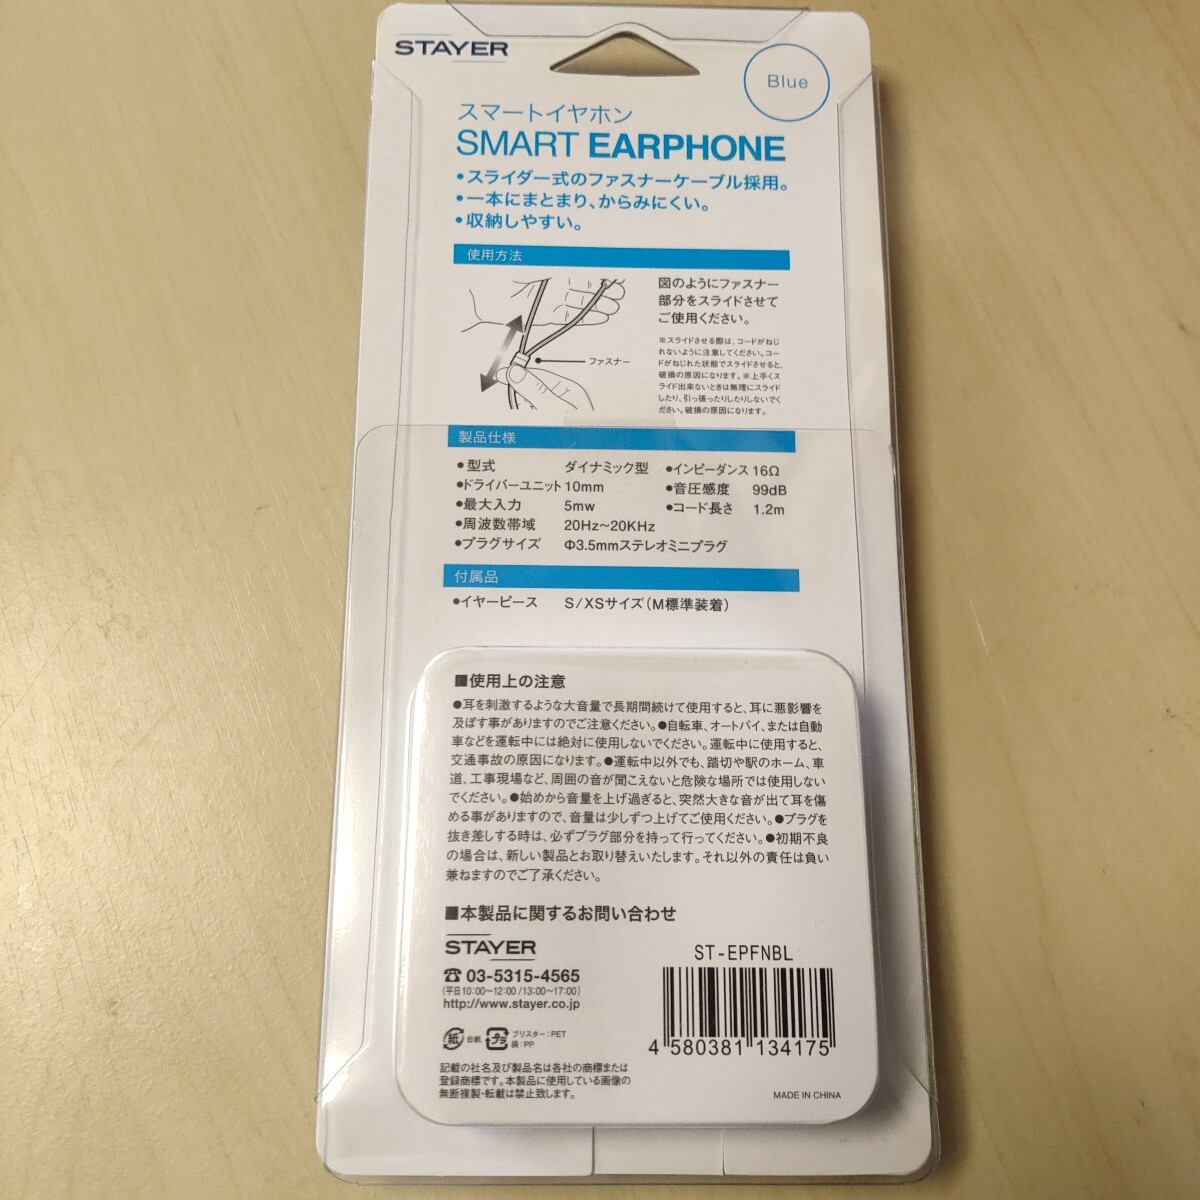 STAYER
Blue
スマートイヤホン
SMART EARPHONE
•スライダー式のファスナーケーブル採用。
•一本にまとまり、からみにくい。
•収納しやすい。
使用方法
図のようにファスナー
部分をスライドさせて
ご使用ください。
ファスナー
※スライドさせる際は、コードがねじ
れないように注意してください。コー
ドがねじれた状態でスライドさせると、
破損の原因になります。※上手くス
ライド出来ないときは無理にスライド
したり、引っ張ったりしたりしないでく
ださい。破損の原因になります。
製品仕様
•型式 ダイナミック型 •インピーダンス 16Ω
•ドライバーユニット 10mm •音圧感度 99dB
•最大入力 5mw •コード長さ 1.2m
•周波数帯域 20Hz~20KHz
•プラグサイズ Φ3.5mmステレオミニプラグ
付属品
•イヤーピース S/XSサイズ(M標準装着)
■使用上の注意
●耳を刺激するような大音量で長期間続けて使用すると、耳に悪影響を
及ぼす事がありますのでご注意ください。●自転車、オートバイ、または自動
車などを運転中には絶対に使用しないでください。運転中に使用すると、
交通事故の原因になります。●運転中以外でも、踏切や駅のホーム、車
道、工事現場など、周囲の音が聞こえないと危険な場所では使用しない
でください。●始めから音量を上げ過ぎると、突然大きな音が出て耳を傷
める事がありますので、音量は少しずつ上げてご使用ください。●プラグを
抜き差しする時は、必ずプラグ部分を持って行ってください。●初期不良
の場合は、新しい製品とお取り替えいたします。それ以外の責任は負い
兼ねますのでご了承ください。
■本製品に関するお問い合わせ
STAYER
☎ 03-5315-4565
(平日10:00~12:00/13:00~17:00)
http://www.stayer.co.jp
紙 台紙 プラ ブリスター:PET
袋:PP
記載の社名及び製品名は各社の商標または
登録商標です。本製品に使用している画像の
無断複製・転載は禁止致します。
ST-EPFNBL
4 580381 134175
MADE IN CHINA